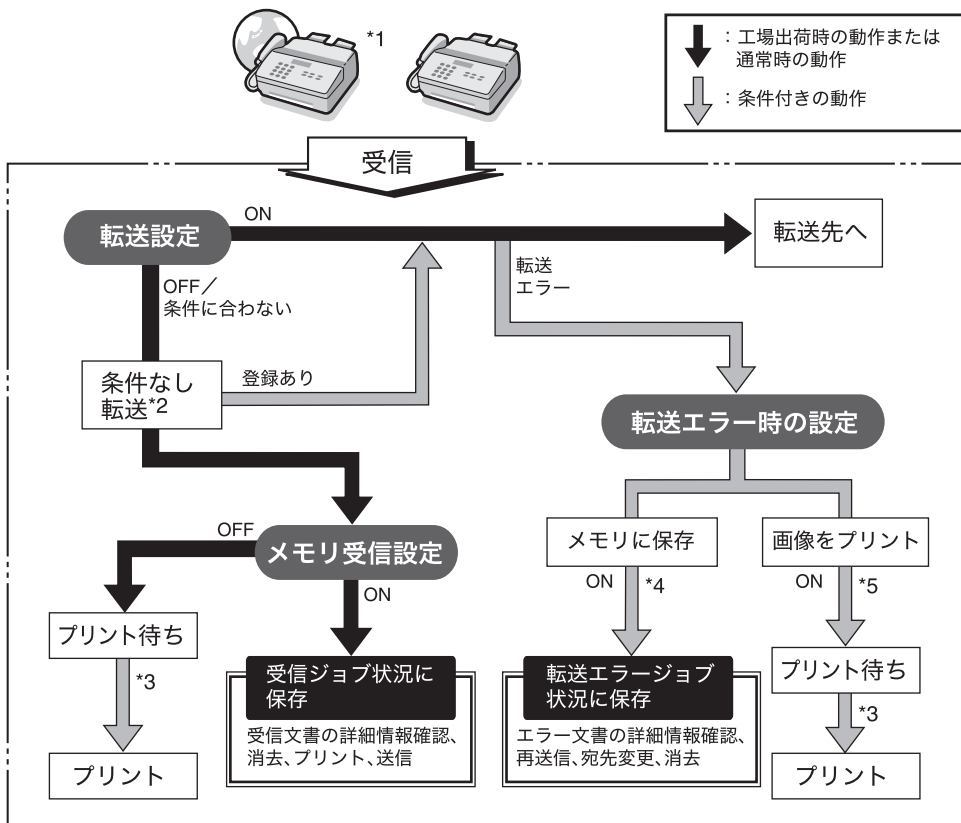 *1
：工場出荷時の動作または
通常時の動作
：条件付きの動作
受信
転送設定
ON
転送先へ
OFF／
条件に合わない
転送
エラー
条件なし
転送*2
登録あり
転送エラー時の設定
メモリ受信設定
OFF
ON
メモリに保存
ON
*4
画像をプリント
ON
*5
プリント待ち
*3
プリント
受信ジョブ状況に
保存
受信文書の詳細情報確認、
消去、プリント、送信
転送エラージョブ
状況に保存
エラー文書の詳細情報確認、
再送信、宛先変更、消去
プリント待ち
*3
プリント